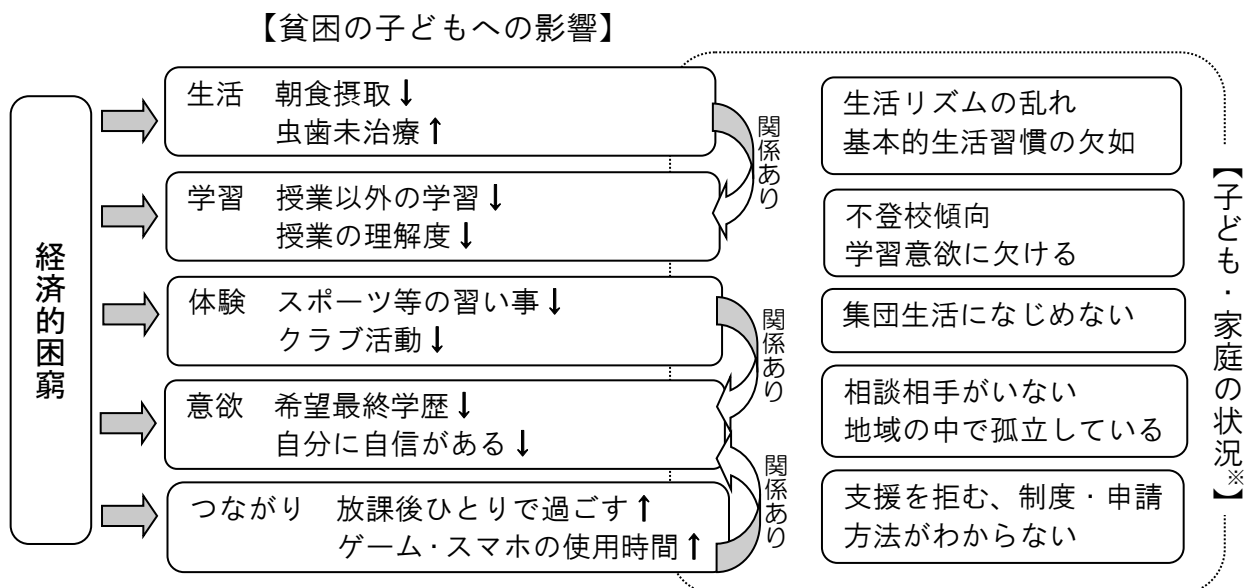 【貧困の子どもへの影響】
経済的困窮
生活　朝食摂取↓
虫歯未治療↑
学習　授業以外の学習↓
授業の理解度↓
体験　スポーツ等の習い事↓
クラブ活動↓
意欲　希望最終学歴↓
自分に自信がある↓
つながり　放課後ひとりで過ごす↑
ゲーム・スマホの使用時間↑
関係あり
関係あり
関係あり
生活リズムの乱れ
基本的生活習慣の欠如
不登校傾向
学習意欲に欠ける
集団生活になじめない
相談相手がいない
地域の中で孤立している
支援を拒む、制度・申請
方法がわからない
【子ども・家庭の状況※】